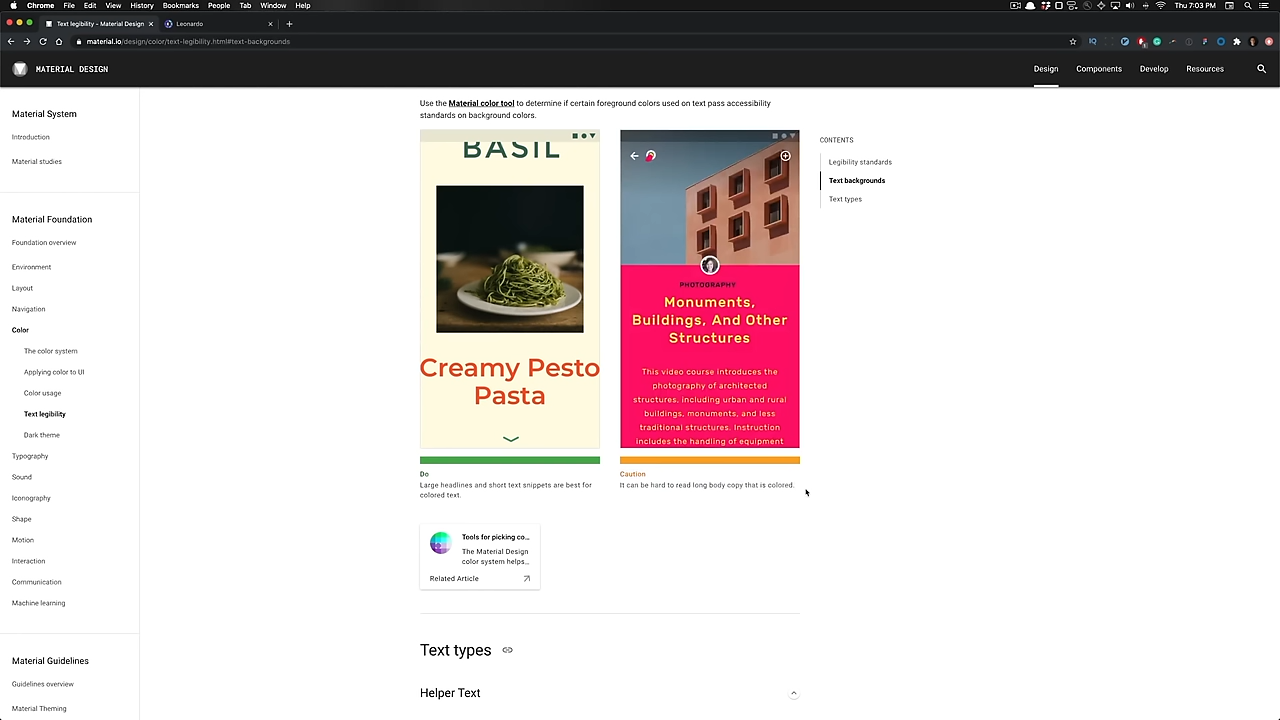 Chrome File Edit View History Bookmarks People Tab Window Help
Thu 7:03 PM
Text legibility - Material Design
Leonardo
material.io/design/color/text-legibility.html#text-backgrounds
MATERIAL DESIGN
Design Components Develop Resources
Material System
Introduction
Material studies
Material Foundation
Foundation overview
Environment
Layout
Navigation
Color
The color system
Applying color to UI
Color usage
Text legibility
Dark theme
Typography
Sound
Iconography
Shape
Motion
Interaction
Communication
Machine learning
Material Guidelines
Guidelines overview
Material Theming
Use the Material color tool to determine if certain foreground colors used on text pass accessibility
standards on background colors.
BASIL
Creamy Pesto
Pasta
Do
Large headlines and short text snippets are best for
colored text.
PHOTOGRAPHY
Monuments,
Buildings, And Other
Structures
This video course introduces the
photography of architected
structures, including urban and rural
buildings, monuments, and less
traditional structures. Instruction
includes the handling of equipment
Caution
It can be hard to read long body copy that is colored.
Tools for picking co...
The Material Design
color system helps...
Related Article
Text types
Helper Text
CONTENTS
Legibility standards
Text backgrounds
Text types